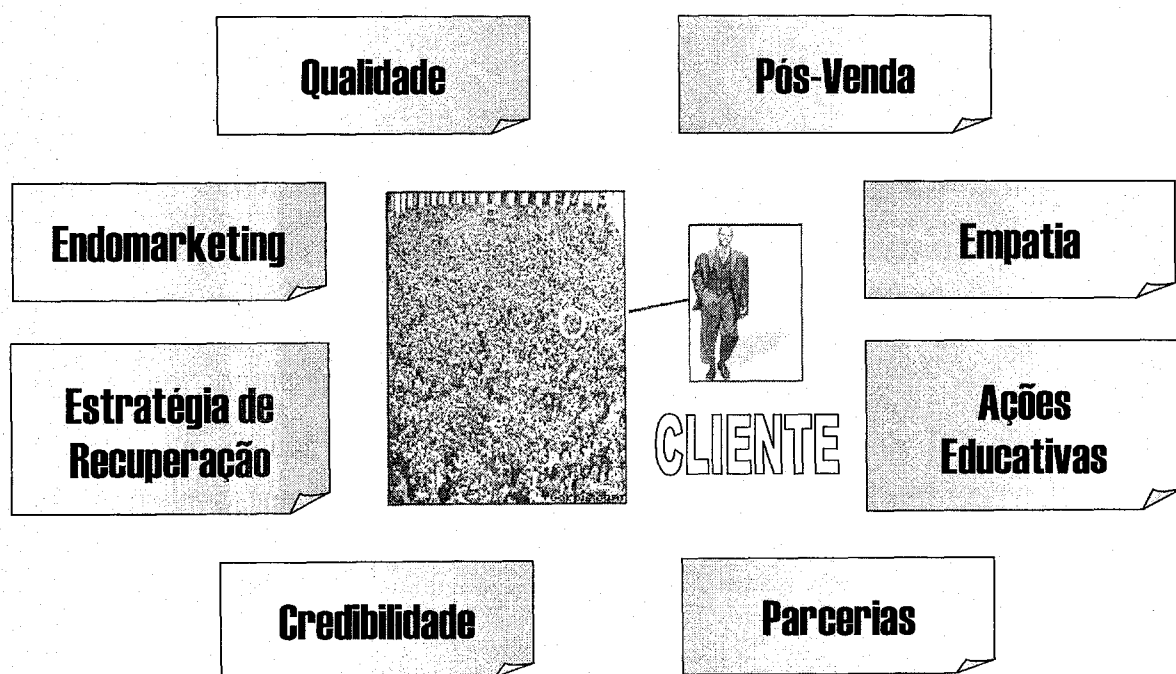 Qualidade
Pós-Venda
Endomarketing
Empatia
Estratégia de
Recuperação
CLIENTE
Ações
Educativas
Credibilidade
Parcerias